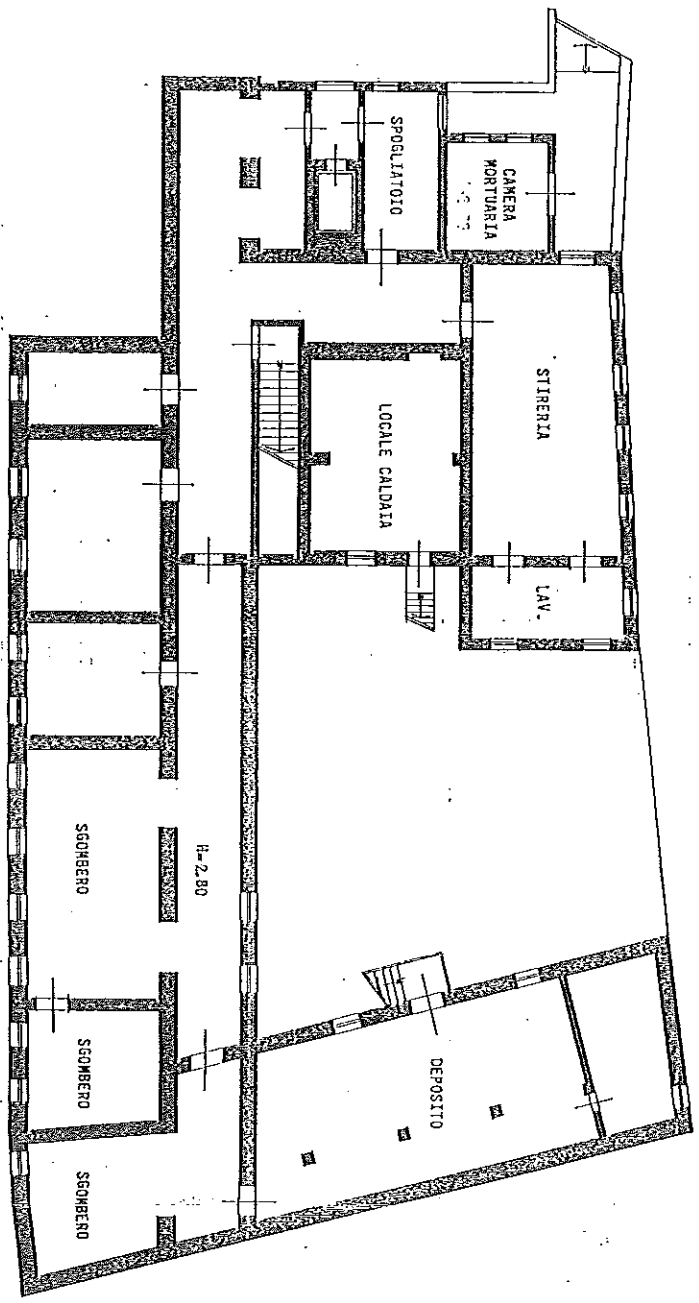 SPOGLIATOIO
CAMERA
MORTUARIA
STIRERIA
LOCALE CALDAIA
LAV.
H=2.80
SGOMBERO
SGOMBERO
SGOMBERO
DEPOSITO